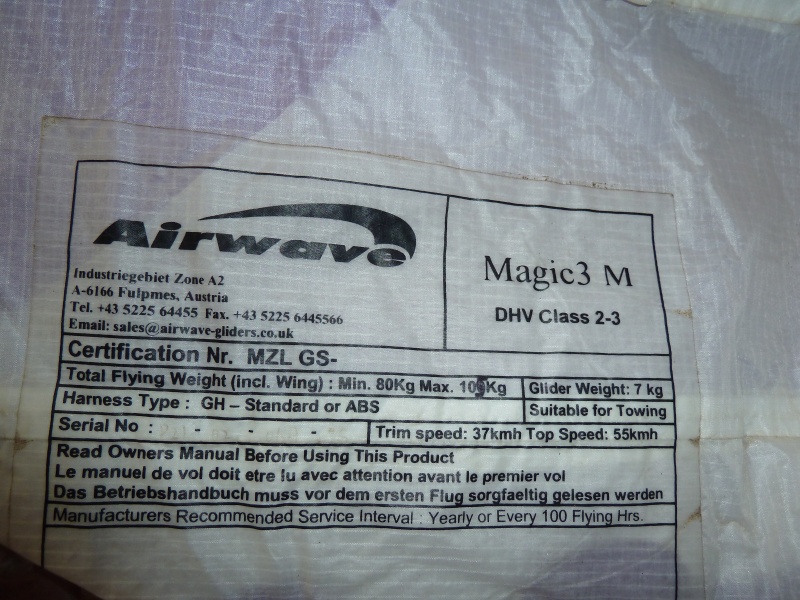 Airwave
Industriegebiet Zone A2
A-6166 Fulpmes, Austria
Tel. +43 5225 64455 Fax. +43 5225 6445566
Email: sales@airwave-gliders.co.uk
Magic3 M
DHV Class 2-3
Certification Nr. MZL GS-
Total Flying Weight (incl. Wing) : Min. 80Kg Max.
Glider Weight: 7 kg
Harness Type : GH – Standard or ABS
Suitable for Towing
Serial No : - - -
Trim speed: 37kmh Top Speed: 55kmh
Read Owners Manual Before Using This Product
Le manuel de vol doit etre lu avec attention avant le premier vol
Das Betriebshandbuch muss vor dem ersten Flug sorgfaeltig gelesen werden
Manufacturers Recommended Service Interval : Yearly or Every 100 Flying Hrs.